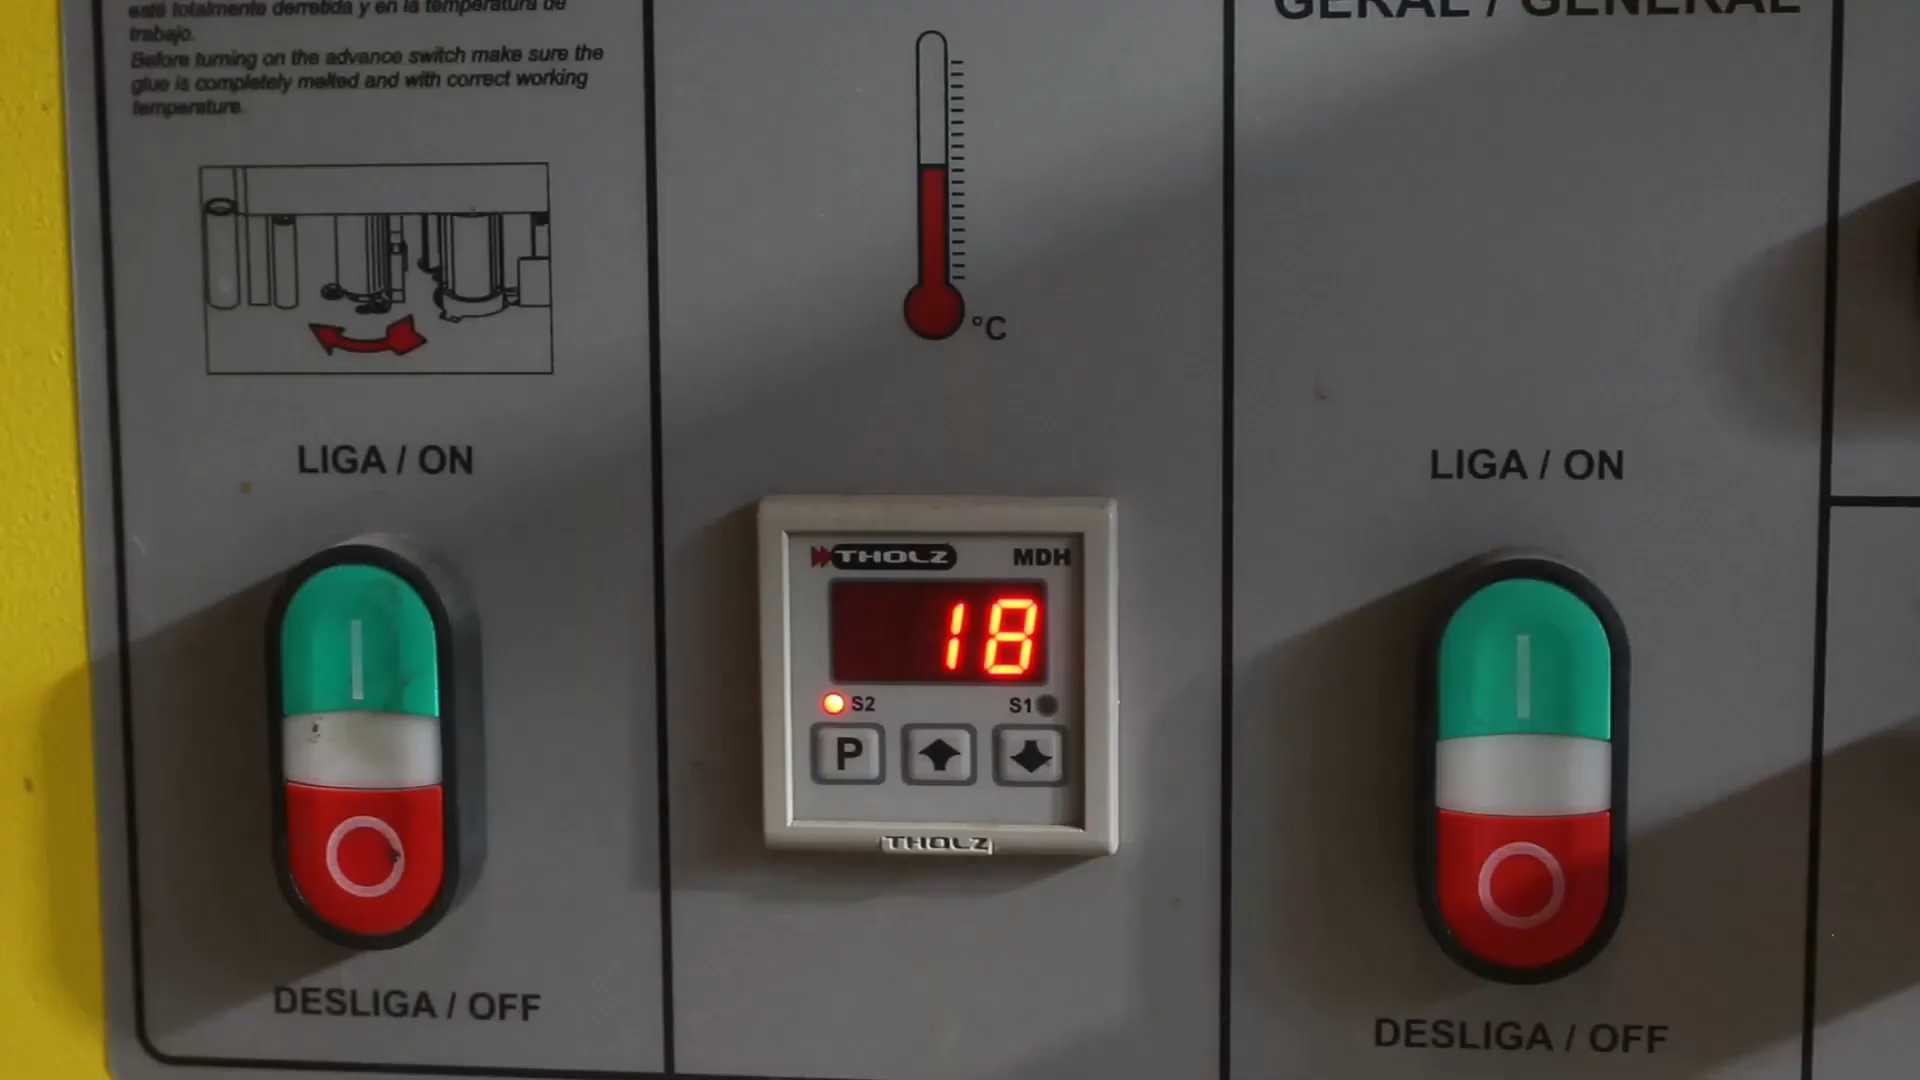 esté totalmente derretida y en la temperatura de
trabajo.
Before turning on the advance switch make sure the
glue is completely melted and with correct working
temperature.
LIGA / ON
DESLIGA / OFF
°C
THOLZ MDH
18
S2 S1
P
THOLZ
GERAL / GENERAL
LIGA / ON
DESLIGA / OFF